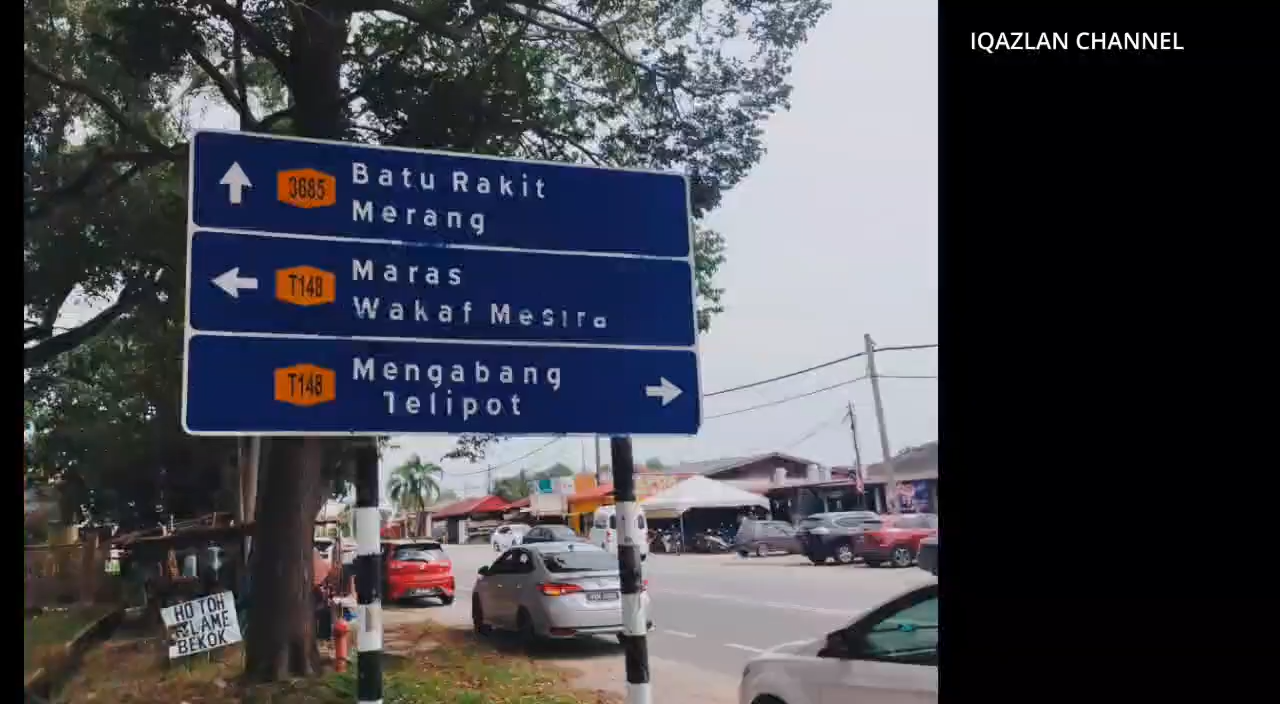 IQAZLAN CHANNEL
3685
Batu Rakit
Merang
T148
Maras
Wakaf Mesira
T148
Mengabang
Telipot
HO TOH
LAME
BEKOK